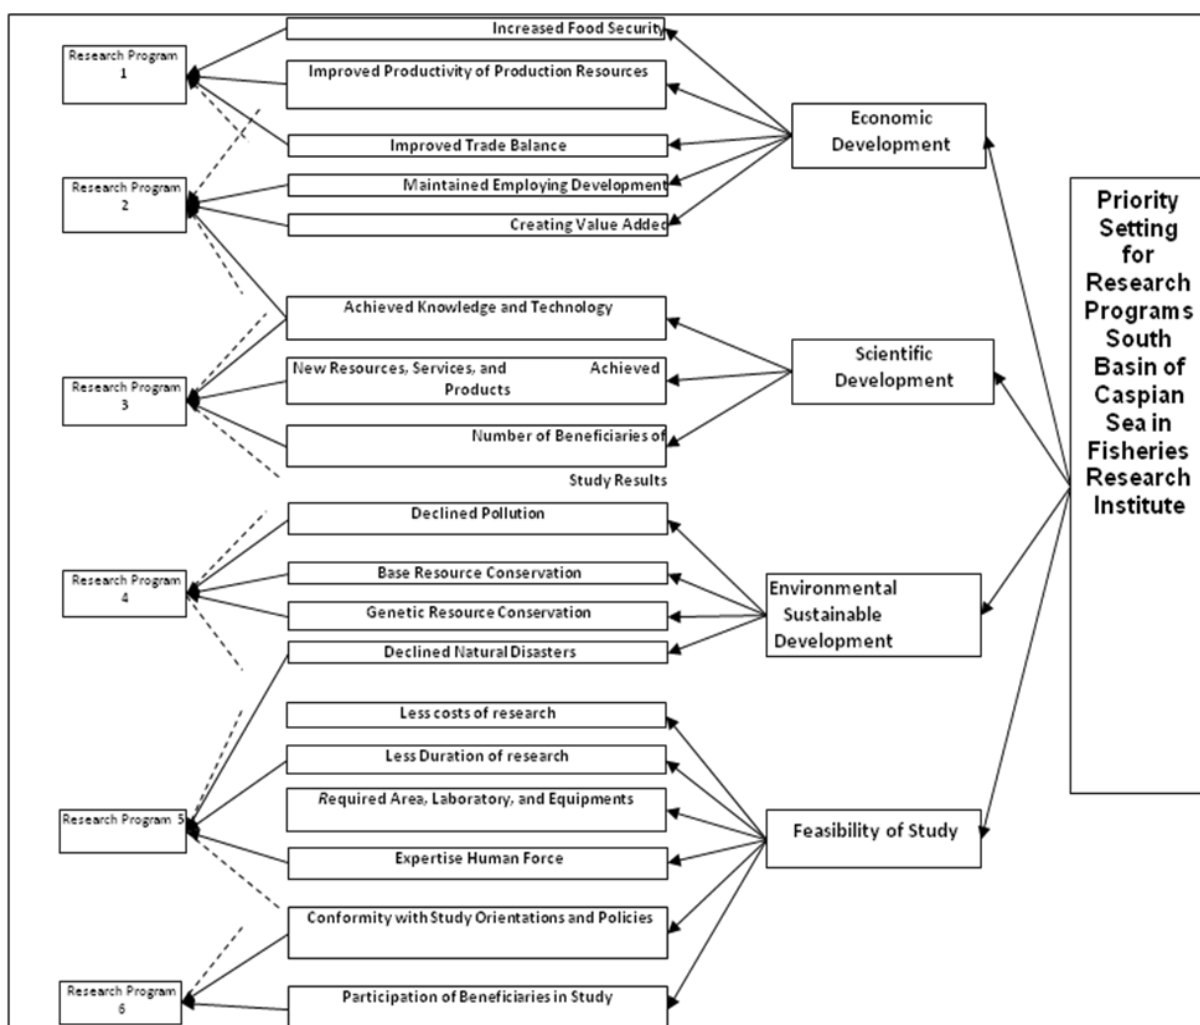 Research Program
1
Research Program
2
Research Program
3
Research Program
4
Research Program 5
Research Program
6
Increased Food Security
Improved Productivity of Production Resources
Improved Trade Balance
Maintained Employing Development
Creating Value Added
Achieved Knowledge and Technology
New Resources, Services, and Achieved
Products
Number of Beneficiaries of
Study Results
Declined Pollution
Base Resource Conservation
Genetic Resource Conservation
Declined Natural Disasters
Less costs of research
Less Duration of research
Required Area, Laboratory, and Equipments
Expertise Human Force
Conformity with Study Orientations and Policies
Participation of Beneficiaries in Study
Economic
Development
Scientific
Development
Environmental
Sustainable
Development
Feasibility of Study
Priority
Setting
for
Research
Programs
South
Basin of
Caspian
Sea in
Fisheries
Research
Institute